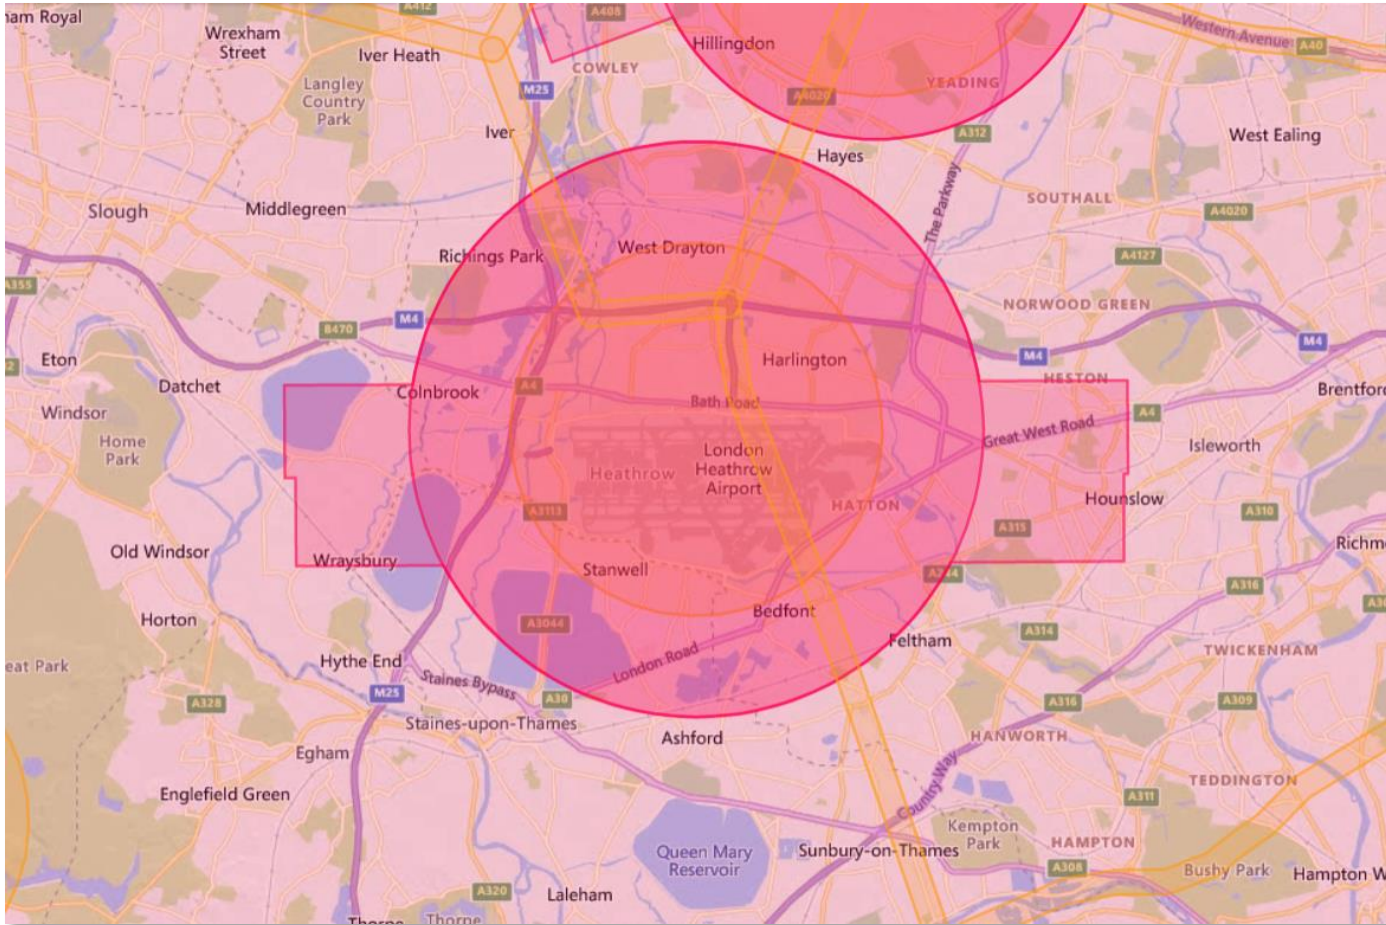 am Royal
A412
A408
Wrexham
Street
Iver Heath
Hillingdon
Western Avenue
A40
COWLEY
Langley
Country
Park
M25
A4020
YEADING
Iver
A312
West Ealing
Hayes
Slough
Middlegreen
The Parkway
SOUTHALL
A4020
Richings Park
West Drayton
A4127
A355
NORWOOD GREEN
B470
M4
M4
M4
Eton
Harlington
Datchet
Colnbrook
A4
HESTON
Brentford
Bath Road
Windsor
Home
Park
Great West Road
A4
Isleworth
London
Heathrow
Airport
Heathrow
Hounslow
HATTON
A3113
A315
A310
Old Windsor
Wraysbury
Stanwell
Richm
A244
A316
Horton
A3044
Bedfont
Feltham
A314
TWICKENHAM
eat Park
Hythe End
London Road
Staines Bypass
M25
A30
A328
A316
A309
Staines-upon-Thames
Ashford
HANWORTH
Egham
Country Way
TEDDINGTON
Englefield Green
A311
Kempton
Park
HAMPTON
Queen Mary
Reservoir
Sunbury-on-Thames
A308
Bushy Park
Hampton W
A320
Laleham
Thorpe
Thorpe